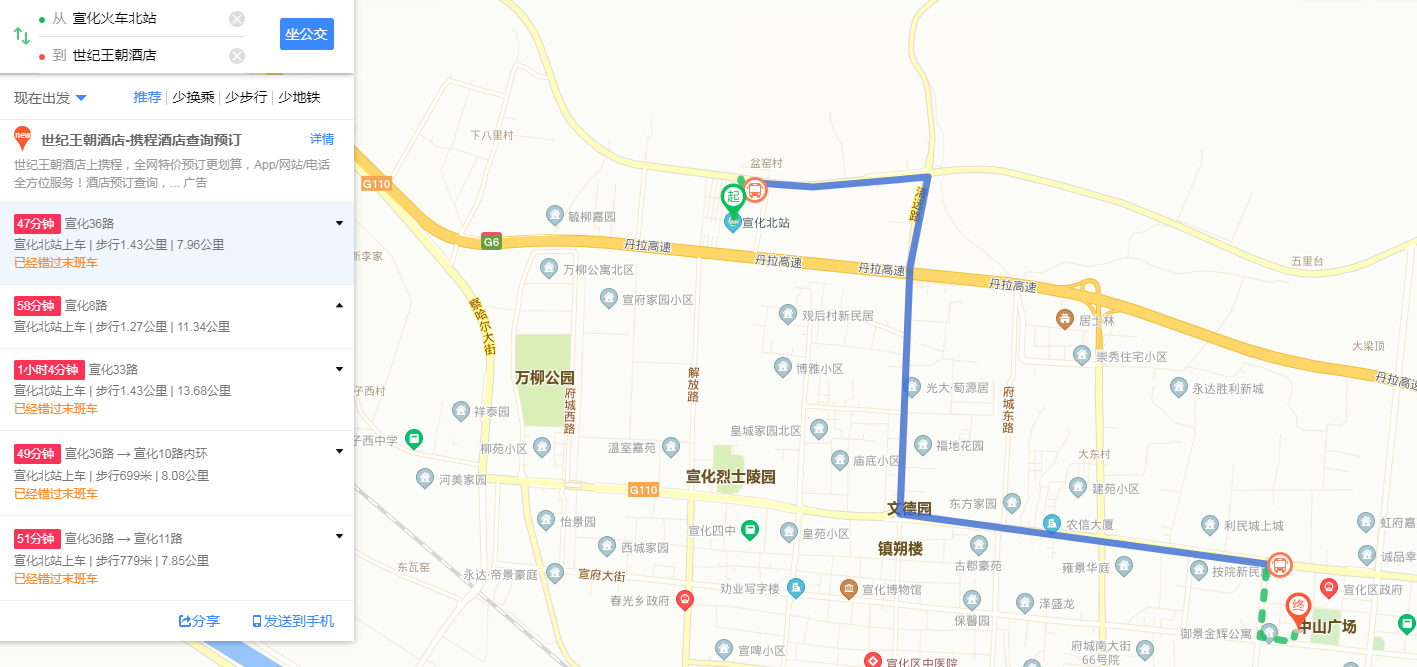 从 宣化火车北站
到 世纪王朝酒店
坐公交
现在出发
推荐 | 少换乘 | 少步行 | 少地铁
new
世纪王朝酒店-携程酒店查询预订 详情
世纪王朝酒店上携程，全网特价预订更划算，App/网站/电话
全方位服务！酒店预订查询，... 广告
47分钟 宣化36路
宣化北站上车 | 步行1.43公里 | 7.96公里
已经错过末班车
58分钟 宣化8路
宣化北站上车 | 步行1.27公里 | 11.34公里
1小时4分钟 宣化33路
宣化北站上车 | 步行1.43公里 | 13.68公里
已经错过末班车
49分钟 宣化36路 → 宣化10路内环
宣化北站上车 | 步行699米 | 8.08公里
已经错过末班车
51分钟 宣化36路 → 宣化11路
宣化北站上车 | 步行779米 | 7.85公里
已经错过末班车
分享 发送到手机
下八里村
盆窑村
G110
起
清远路
毓柳嘉园
宣化北站
G6
丹拉高速
丹拉高速
丹拉高速
丹拉高速
丹拉高速
新李家
五里台
万柳公寓北区
宣府家园小区
观后村新民居
居士林
察哈尔大街
大梁顶
崇秀住宅小区
万柳公园
解放路
博雅小区
光大·蓟源居
永达胜利新城
子西村
府城西路
府城东路
祥泰园
子西中学
柳苑小区
温室嘉苑
皇城家园北区
福地花园
庙底小区
大东村
河美家园
宣化烈士陵园
G110
建苑小区
东方家园
文德园
怡景园
宣化四中
皇苑小区
农信大厦
利民城上城
虹府嘉
西城家园
镇朔楼
古都豪苑
诚品幸
东瓦窑
永达·帝景豪庭
宣府大街
雍景华庭
按院新民
劝业写字楼
宣化博物馆
宣化区政府
春光乡政府
保馨园
泽盛龙
终
中山广场
御景金辉公寓
宣啤小区
府城南大街
66号院
宣化区中医院